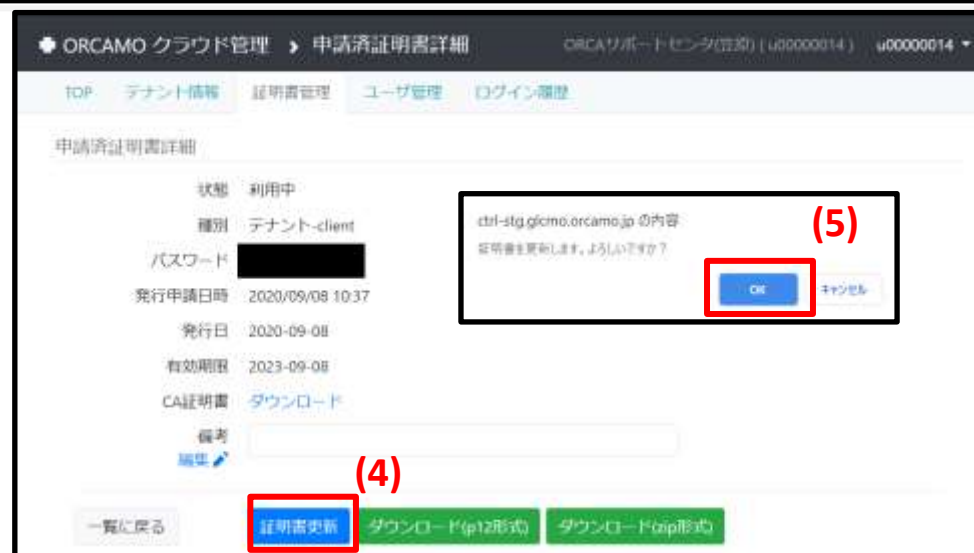 ORCAMO クラウド管理 › 申請済証明書詳細 ORCAサポートセンタ(笠原) ( u00000014 ) u00000014
TOP テナント情報 証明書管理 ユーザ管理 ログイン履歴
申請済証明書詳細
状態 利用中
種別 テナント-client
パスワード
発行申請日時 2020/09/08 10:37
発行日 2020-09-08
有効期限 2023-09-08
CA証明書 ダウンロード
備考
編集
(4)
一覧に戻る 証明書更新 ダウンロード(p12形式) ダウンロード(zip形式)
ctrl-stg.glcmo.orcamo.jp の内容
(5)
証明書を更新します。よろしいですか？
OK キャンセル